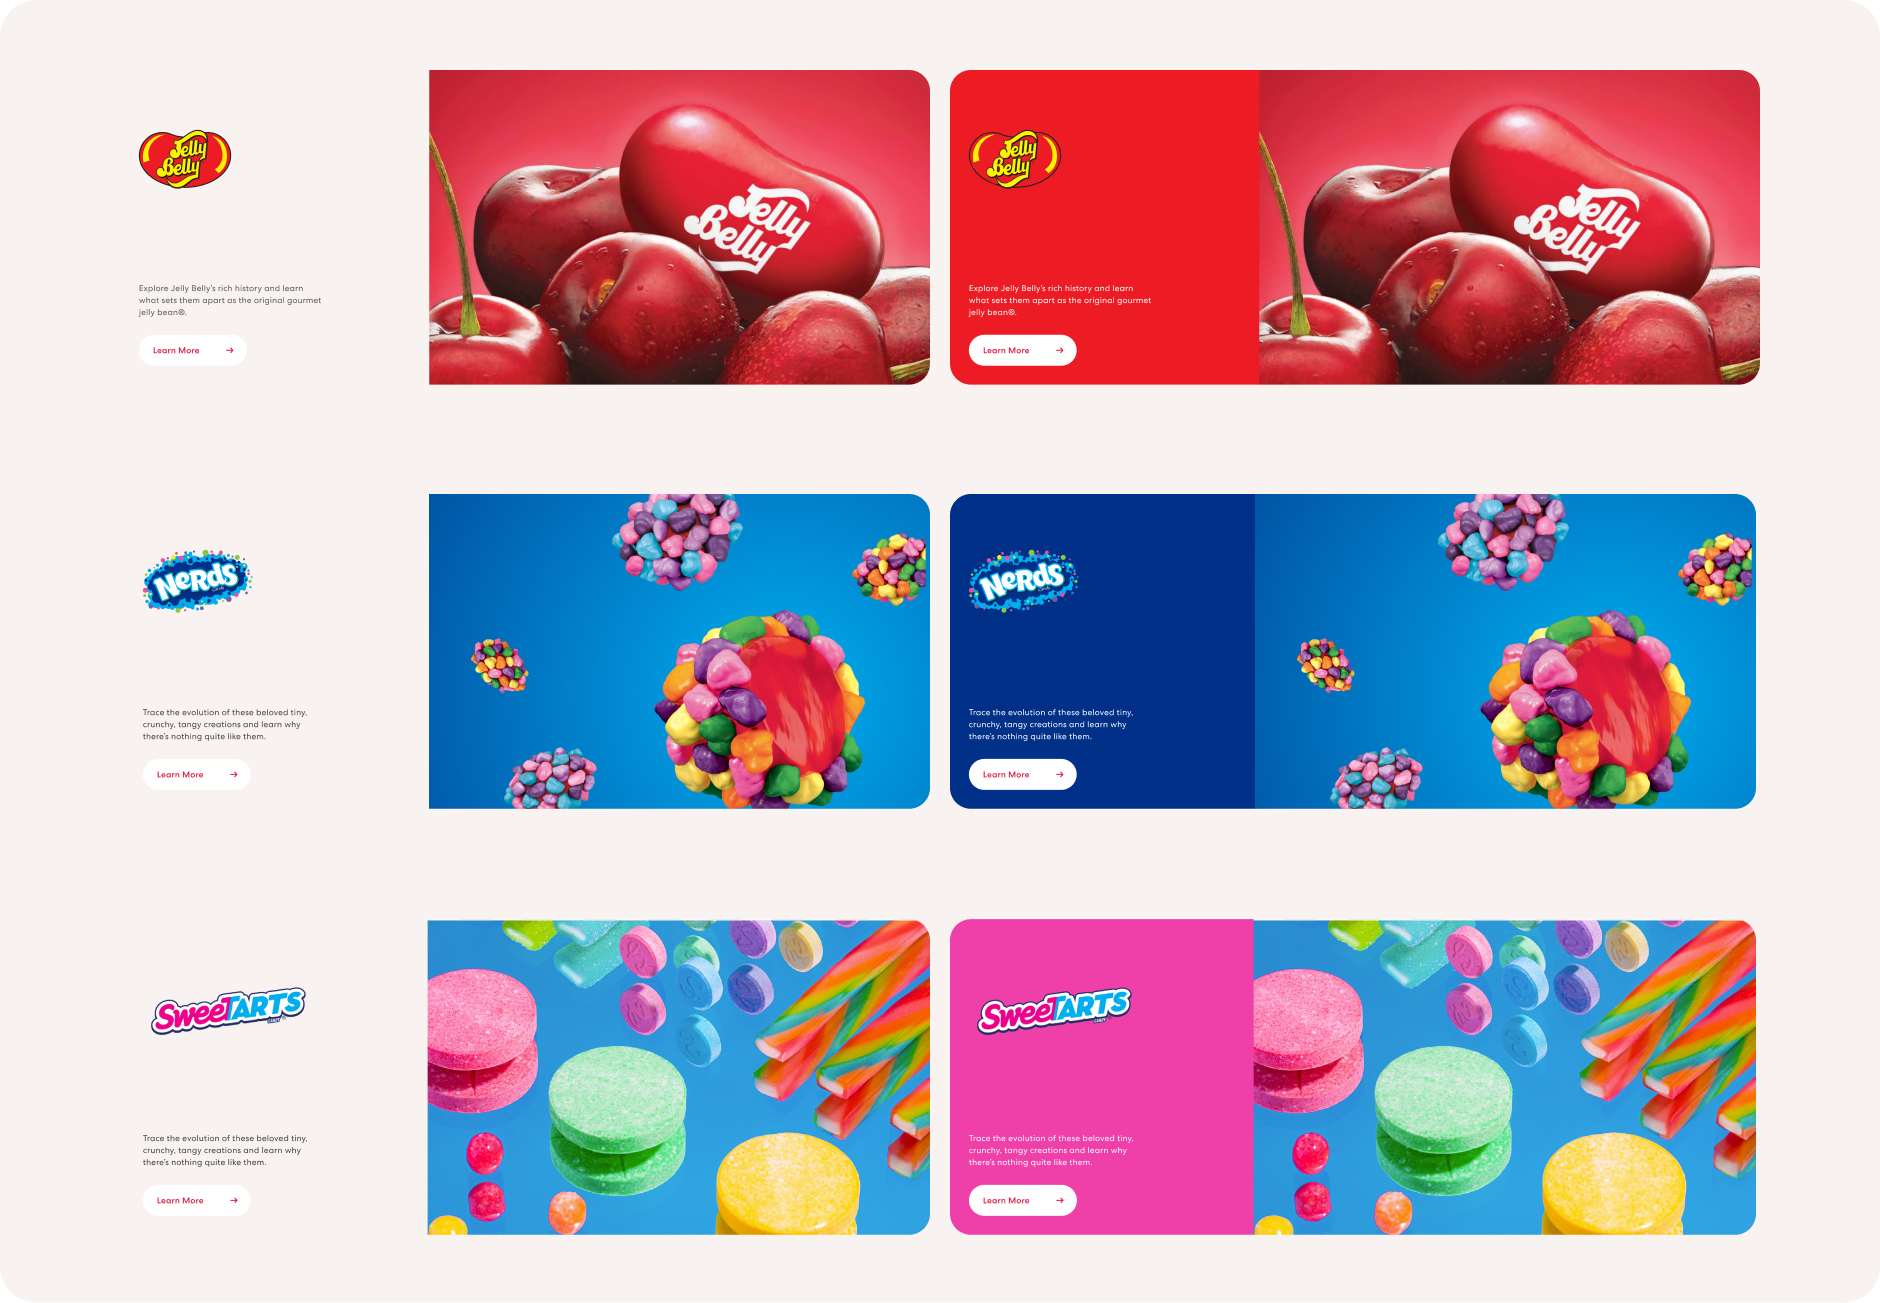 Jelly
Belly
Explore Jelly Belly's rich history and learn
what sets them apart as the original gourmet
jelly bean®.
Learn More
Jelly
Belly
Jelly
Belly
Explore Jelly Belly's rich history and learn
what sets them apart as the original gourmet
jelly bean®.
Learn More
Jelly
Belly
NeRds
Trace the evolution of these beloved tiny,
crunchy, tangy creations and learn why
there's nothing quite like them.
Learn More
NeRds
Trace the evolution of these beloved tiny,
crunchy, tangy creations and learn why
there's nothing quite like them.
Learn More
SweeTARTS
CANDY
Trace the evolution of these beloved tiny,
crunchy, tangy creations and learn why
there's nothing quite like them.
Learn More
SweeTARTS
CANDY
Trace the evolution of these beloved tiny,
crunchy, tangy creations and learn why
there's nothing quite like them.
Learn More